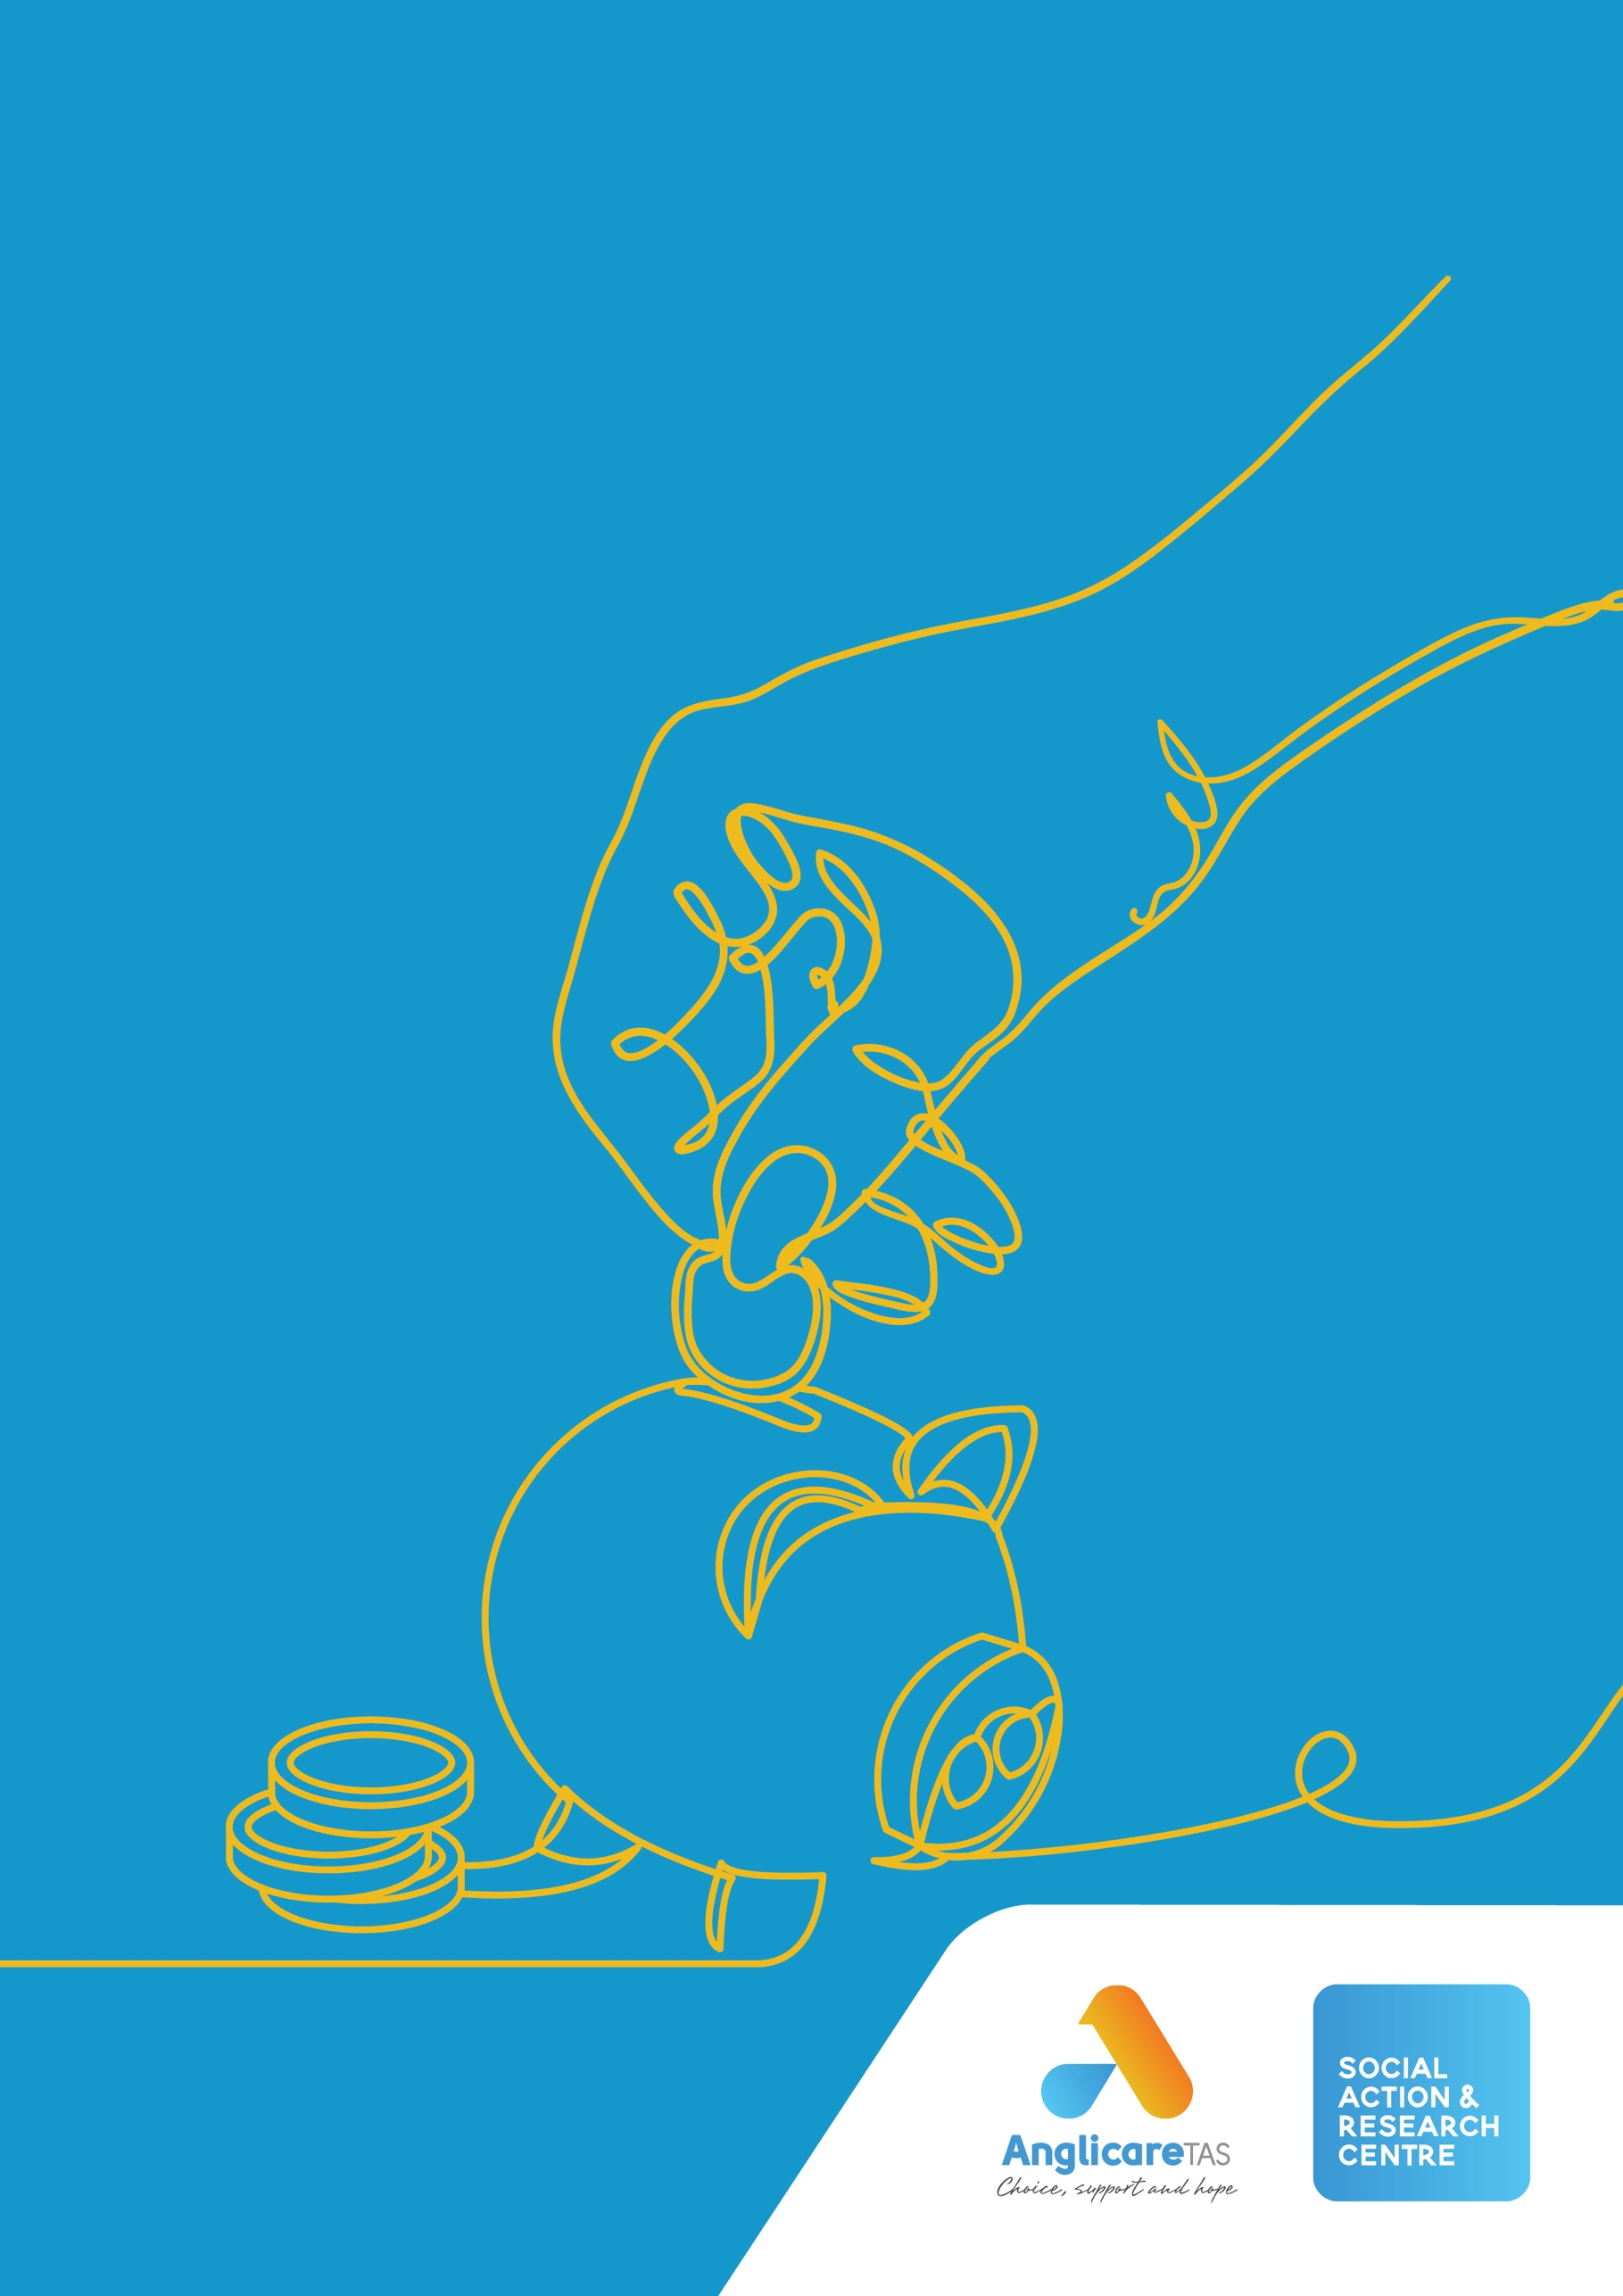 AnglicareTAS
Choice, support and hope
SOCIAL
ACTION &
RESEARCH
CENTRE